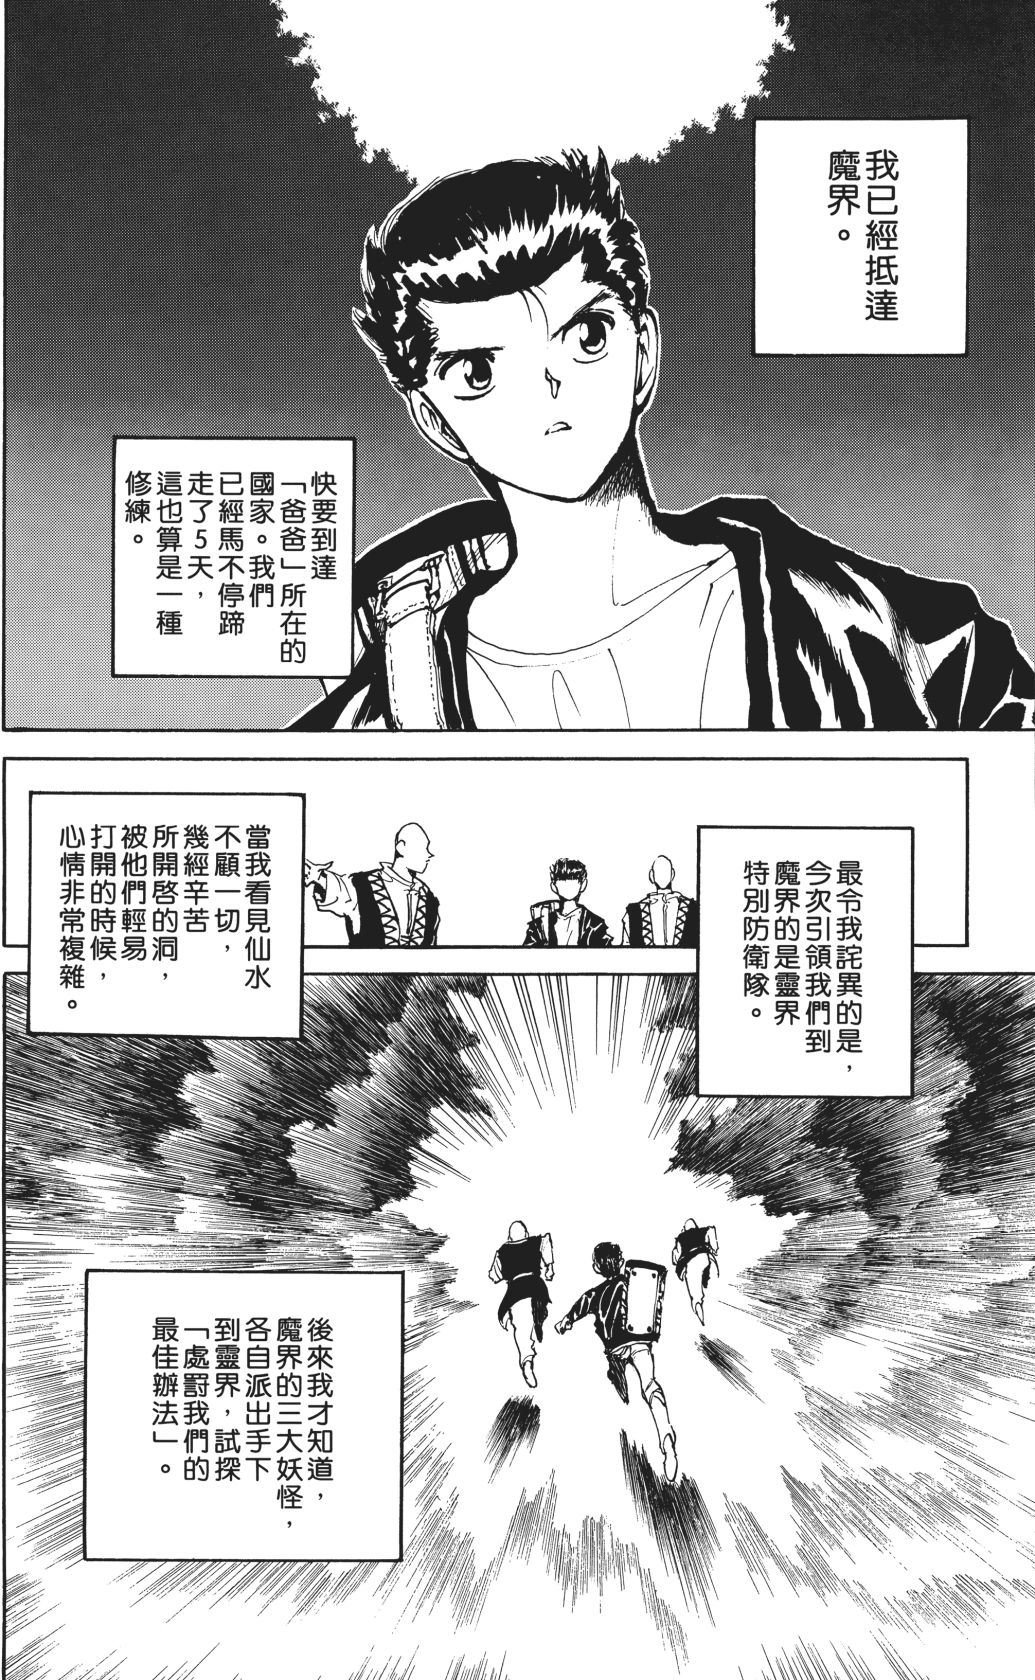 我已經抵達
魔界。
快要到達
「爸爸」所在的
國家。我們
已經馬不停蹄
走了5天，
這也算是一種
修練。
最令我詫異的是，
今次引領我們到
魔界的是靈界
特別防衛隊。
當我看見仙水
不顧一切，
幾經辛苦
所開啓的洞，
被他們輕易
打開的時候，
心情非常複雜。
後來我才知道，
魔界的三大妖怪，
各自派出手下
到靈界，試探
「處罸我們的
最佳辦法」。